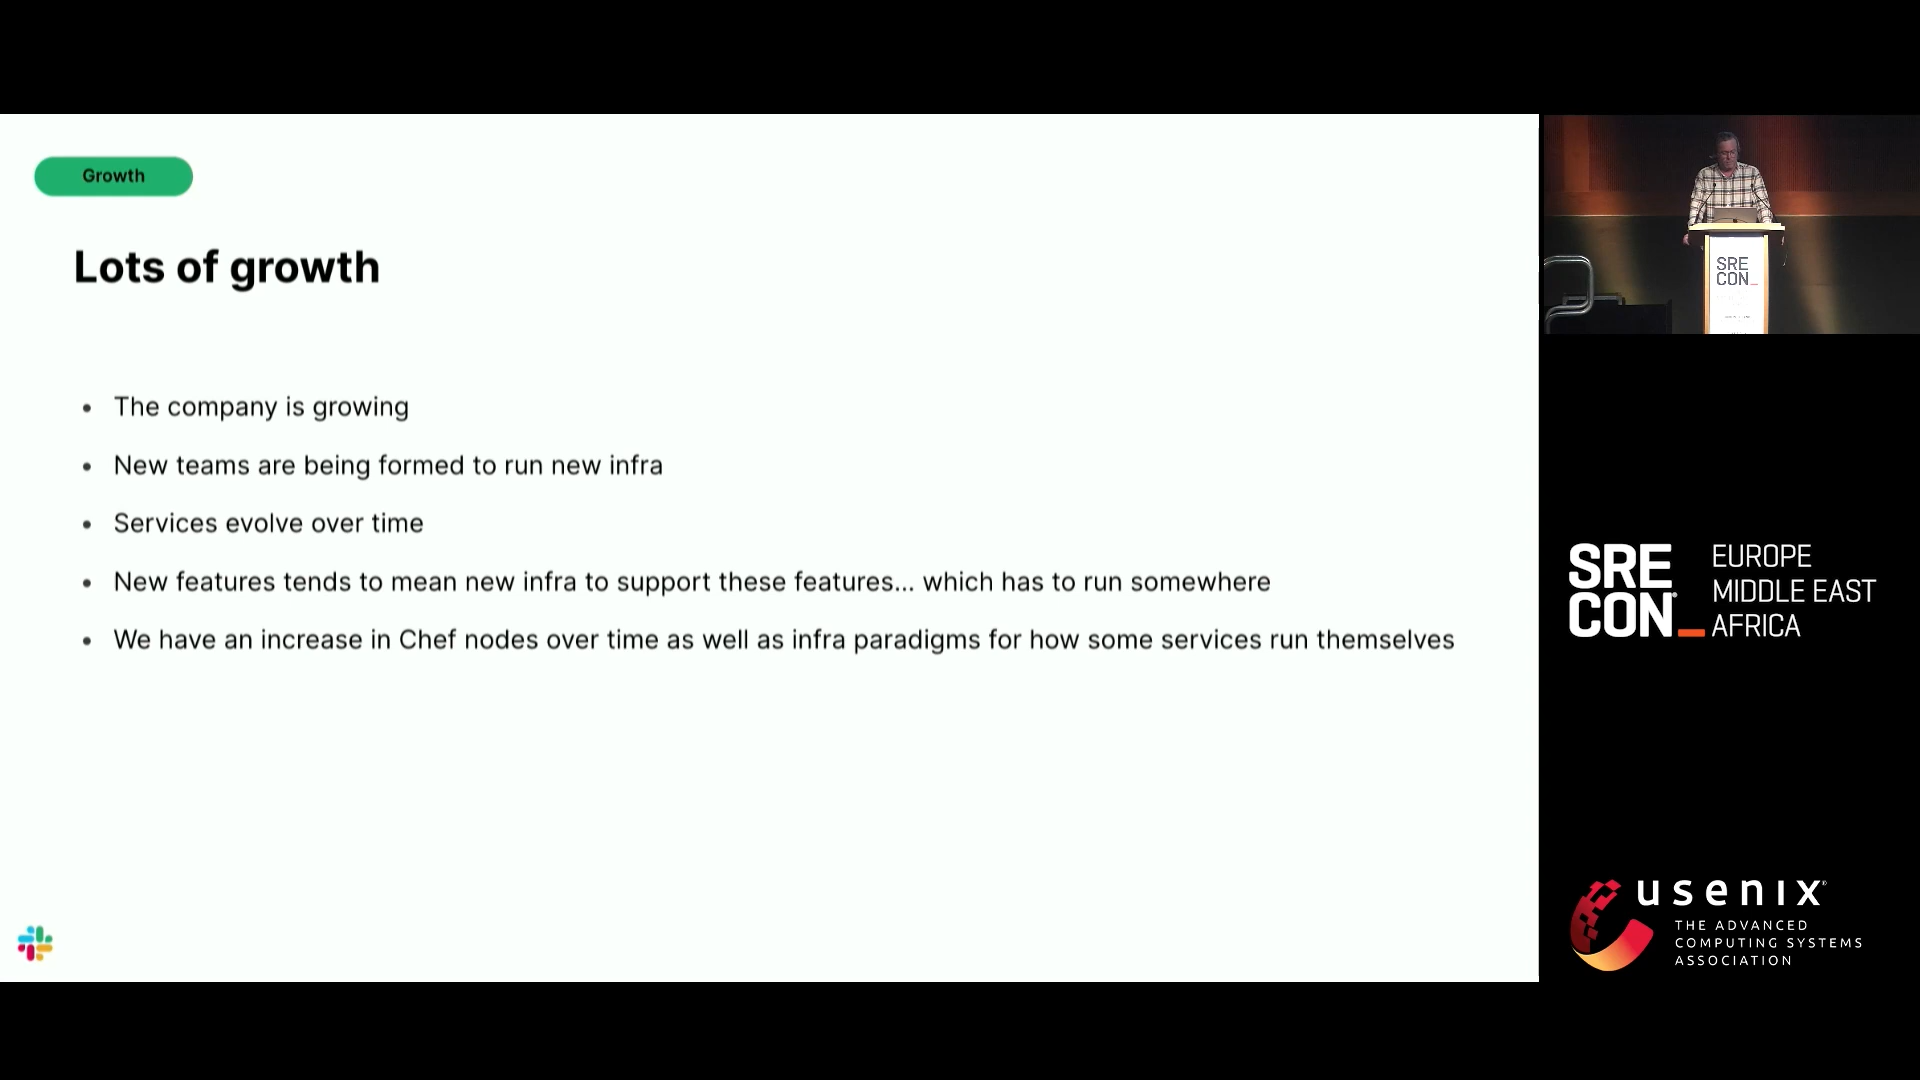 Growth
Lots of growth
• The company is growing
• New teams are being formed to run new infra
• Services evolve over time
• New features tends to mean new infra to support these features... which has to run somewhere
• We have an increase in Chef nodes over time as well as infra paradigms for how some services run themselves
SRE
CON_
SRE
CON_
EUROPE
MIDDLE EAST
AFRICA
usenix
THE ADVANCED
COMPUTING SYSTEMS
ASSOCIATION